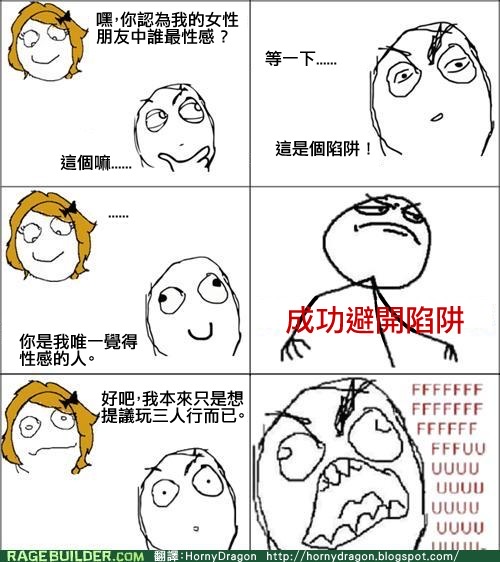 嘿，你認為我的女性
朋友中誰最性感？
這個嘛......
等一下......
這是個陷阱！
......
你是我唯一覺得
性感的人。
成功避開陷阱
好吧，我本來只是想
提議玩三人行而已。
FFFFFFF
FFFFFFF
FFFFFF
FFFUU
UUUU
UUUU
UUUU
UUUU
UUUU
RAGEBUILDER.COM 翻譯：HornyDragon http://hornydragon.blogspot.com/